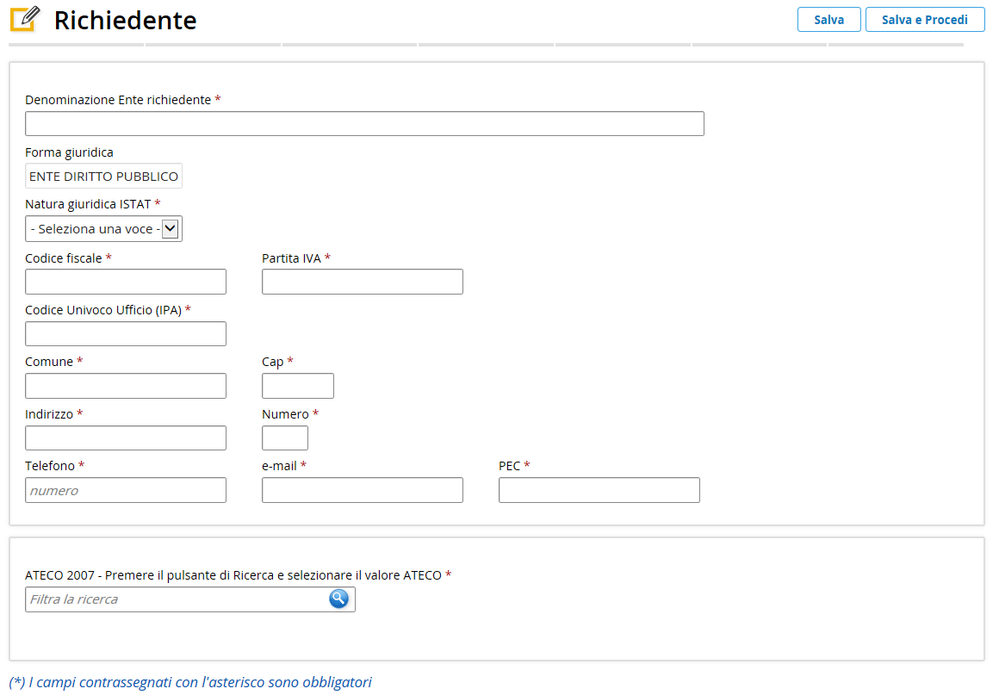 Richiedente
Salva
Salva e Procedi
Denominazione Ente richiedente *
Forma giuridica
ENTE DIRITTO PUBBLICO
Natura giuridica ISTAT *
- Seleziona una voce -
Codice fiscale * Partita IVA *
Codice Univoco Ufficio (IPA) *
Comune * Cap *
Indirizzo * Numero *
Telefono * e-mail * PEC *
numero
ATECO 2007 - Premere il pulsante di Ricerca e selezionare il valore ATECO *
Filtra la ricerca
(*) I campi contrassegnati con l'asterisco sono obbligatori